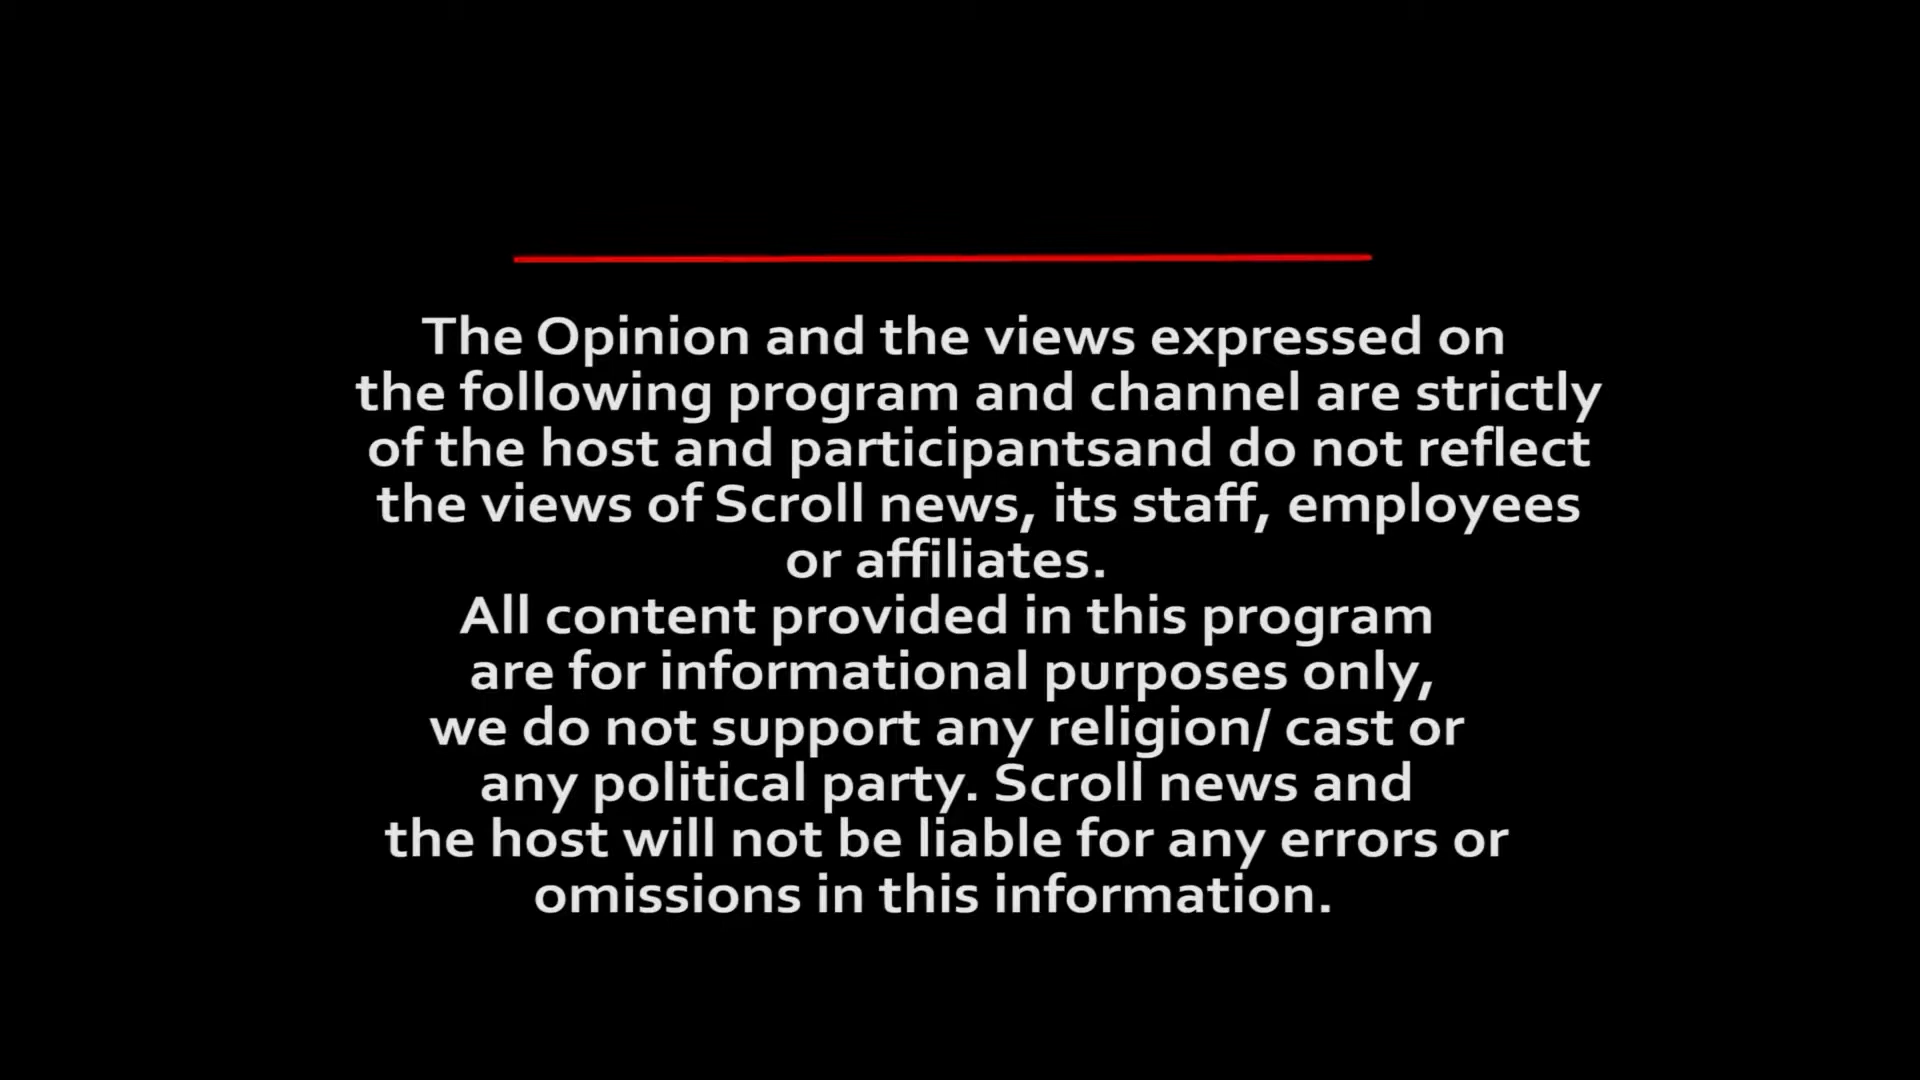 The Opinion and the views expressed on
the following program and channel are strictly
of the host and participantsand do not reflect
the views of Scroll news, its staff, employees
or affiliates.
All content provided in this program
are for informational purposes only,
we do not support any religion/ cast or
any political party. Scroll news and
the host will not be liable for any errors or
omissions in this information.